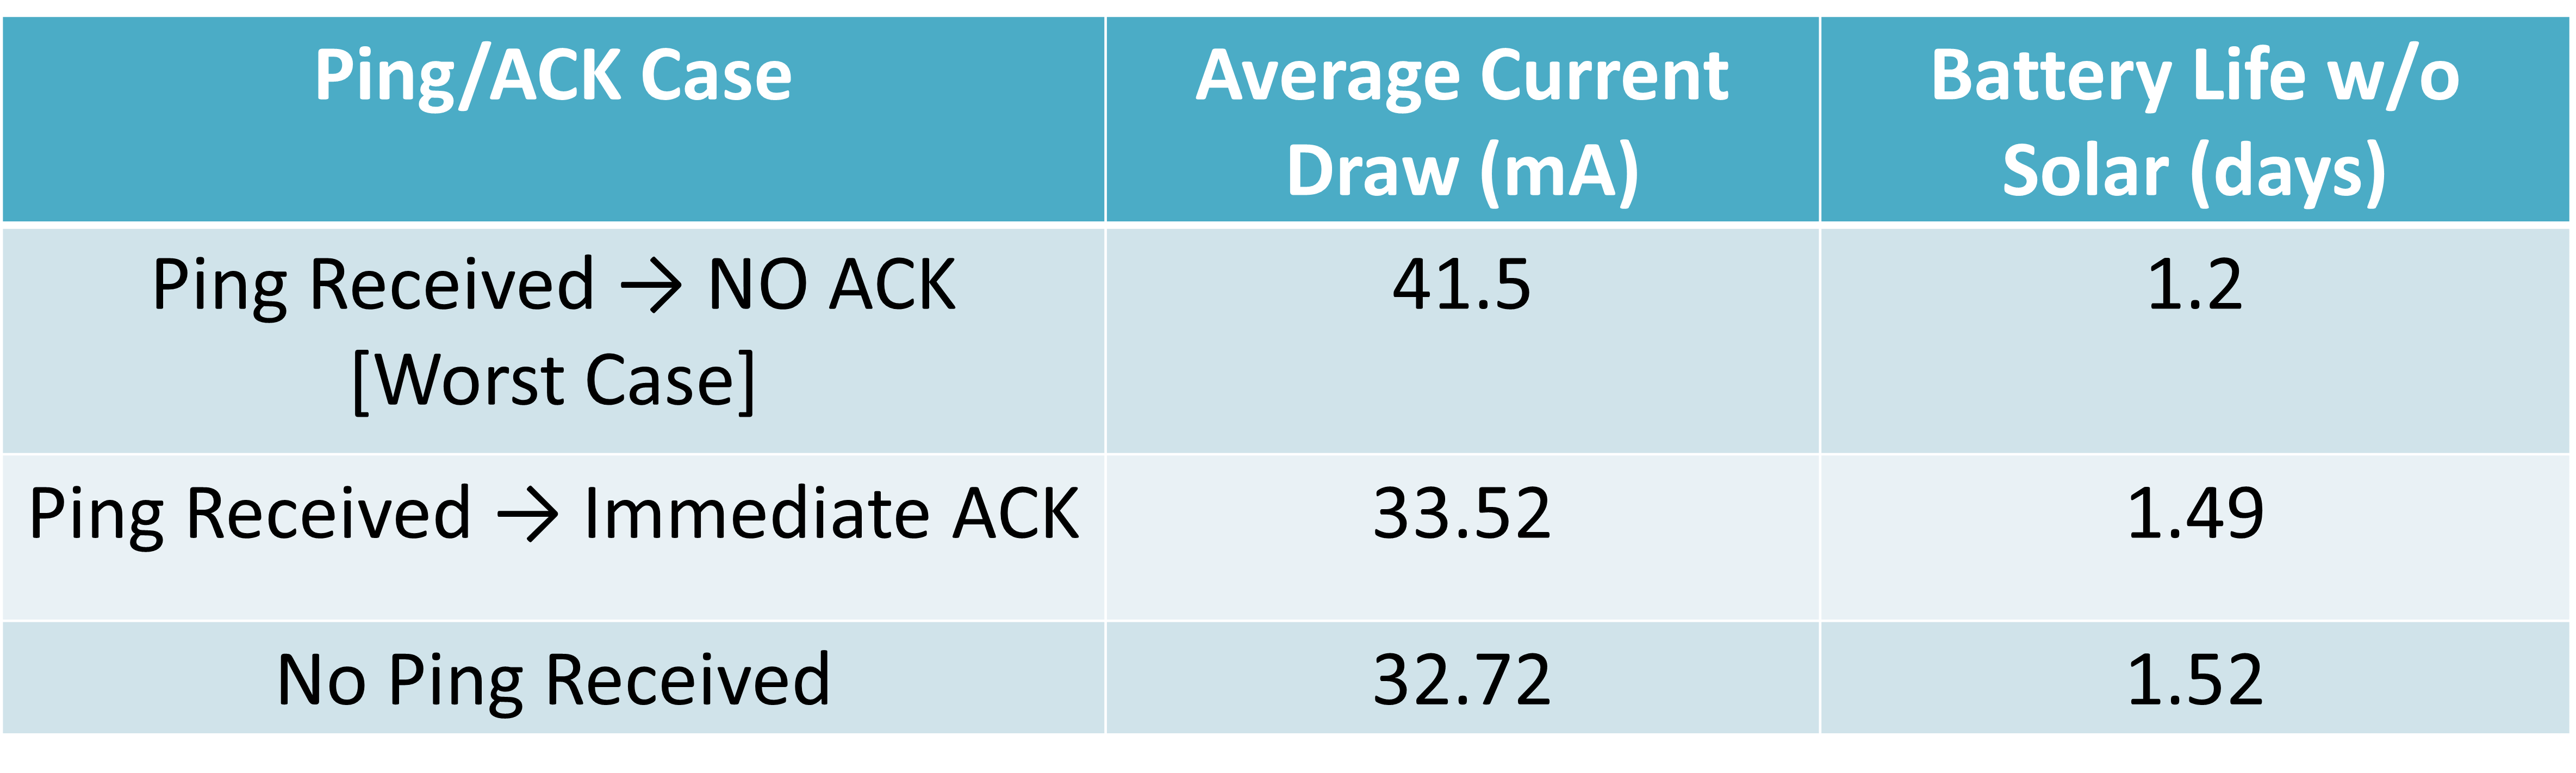 Ping/ACK Case
Average Current
Draw (mA)
Battery Life w/o
Solar (days)
Ping Received → NO ACK
[Worst Case]
41.5
1.2
Ping Received → Immediate ACK
33.52
1.49
No Ping Received
32.72
1.52